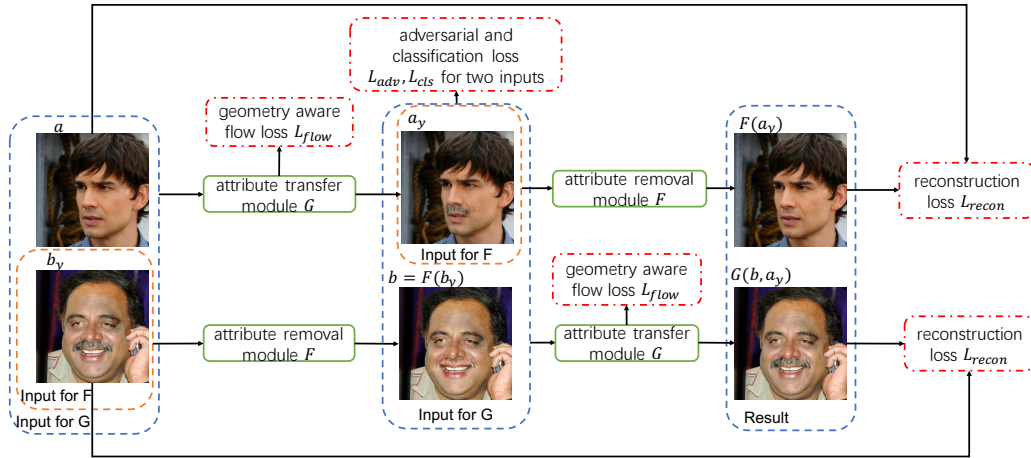 adversarial and
classification loss
L_adv, L_cls for two inputs
geometry aware
flow loss L_flow
a
a_y
F(a_y)
attribute transfer
module G
attribute removal
module F
reconstruction
loss L_recon
Input for F
b_y
b = F(b_y)
geometry aware
flow loss L_flow
G(b, a_y)
attribute removal
module F
attribute transfer
module G
reconstruction
loss L_recon
Input for F
Input for G
Input for G
Result